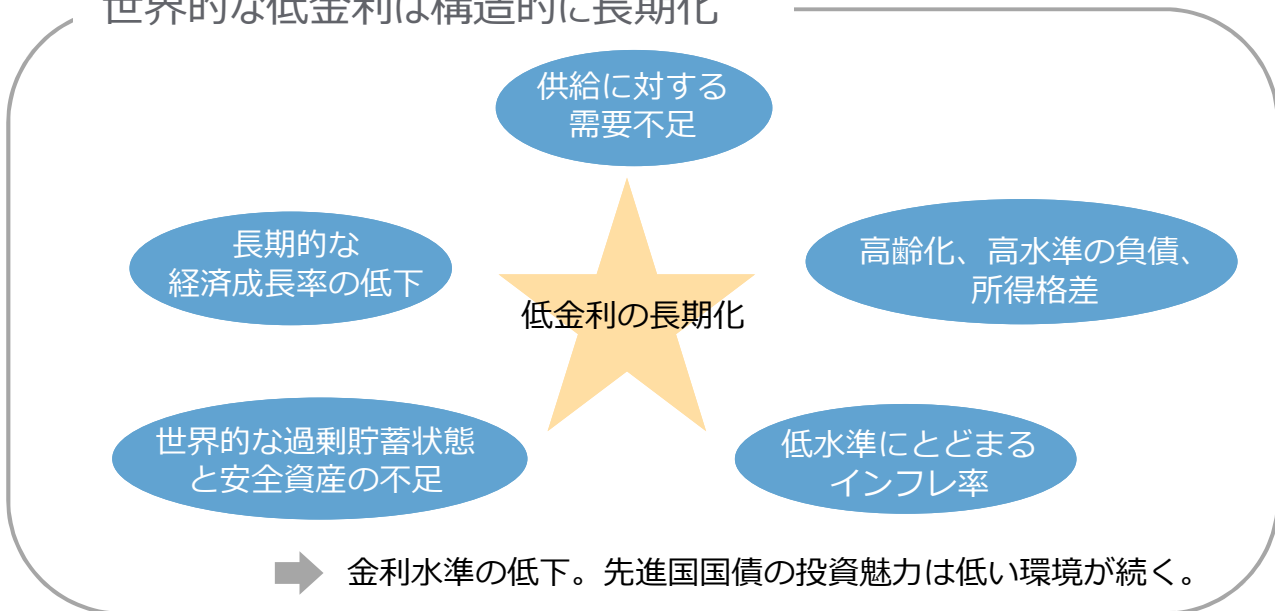 世界的な低金利は構造的に長期化
供給に対する
需要不足
長期的な
経済成長率の低下
高齢化、高水準の負債、
所得格差
低金利の長期化
世界的な過剰貯蓄状態
と安全資産の不足
低水準にとどまる
インフレ率
金利水準の低下。先進国国債の投資魅力は低い環境が続く。